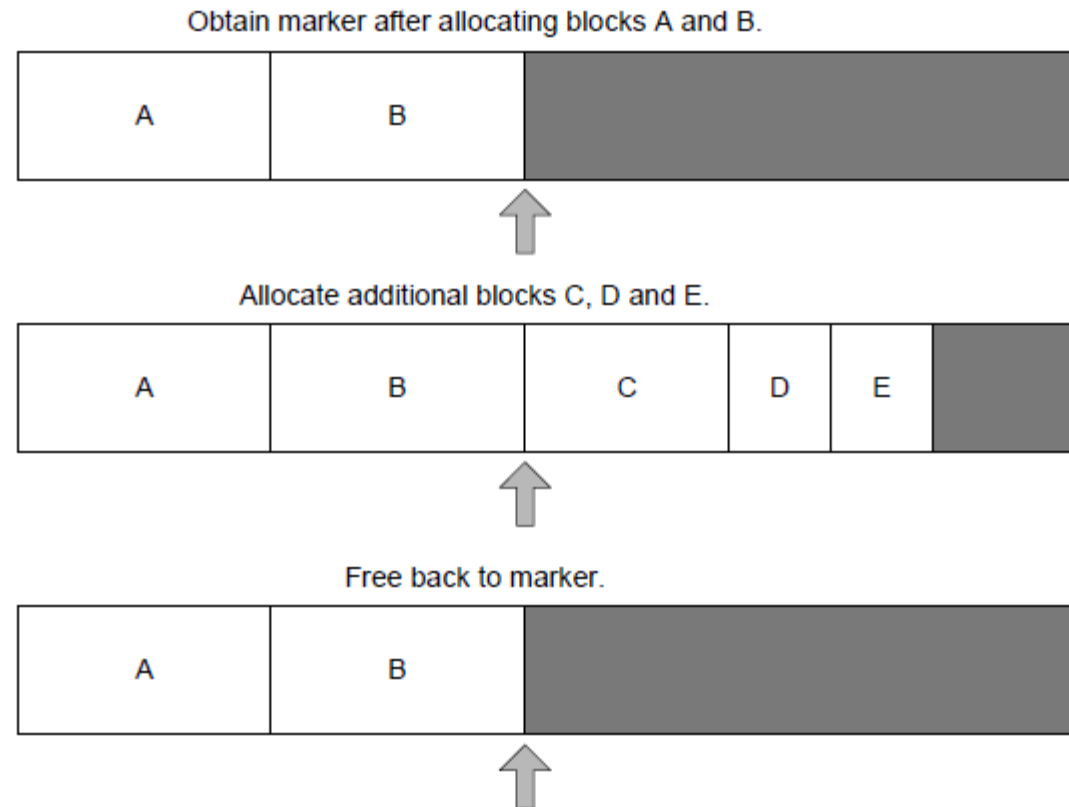 Obtain marker after allocating blocks A and B.
A B
Allocate additional blocks C, D and E.
A B C D E
Free back to marker.
A B